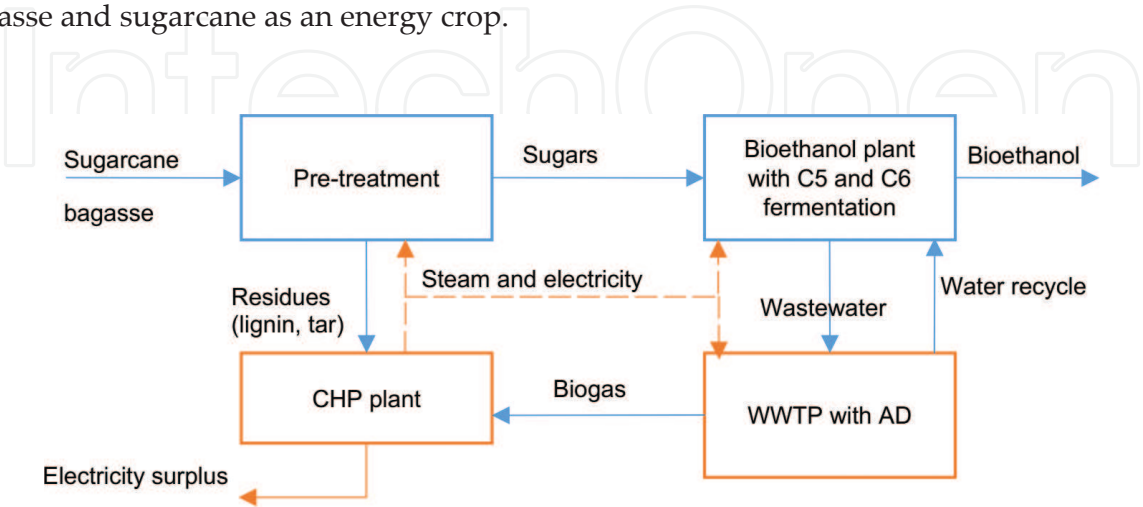 asse and sugarcane as an energy crop.
IntechOpen
Sugarcane
bagasse
Pre-treatment
Sugars
Bioethanol plant
with C5 and C6
fermentation
Bioethanol
Steam and electricity
Residues
(lignin, tar)
Wastewater
Water recycle
CHP plant
Biogas
WWTP with AD
Electricity surplus